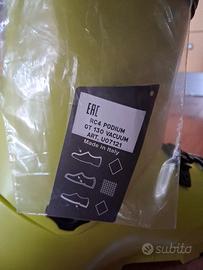 EAC
RC4 PODIUM
GT 130 VACUUM
ART. U07121
Made in Italy
subito